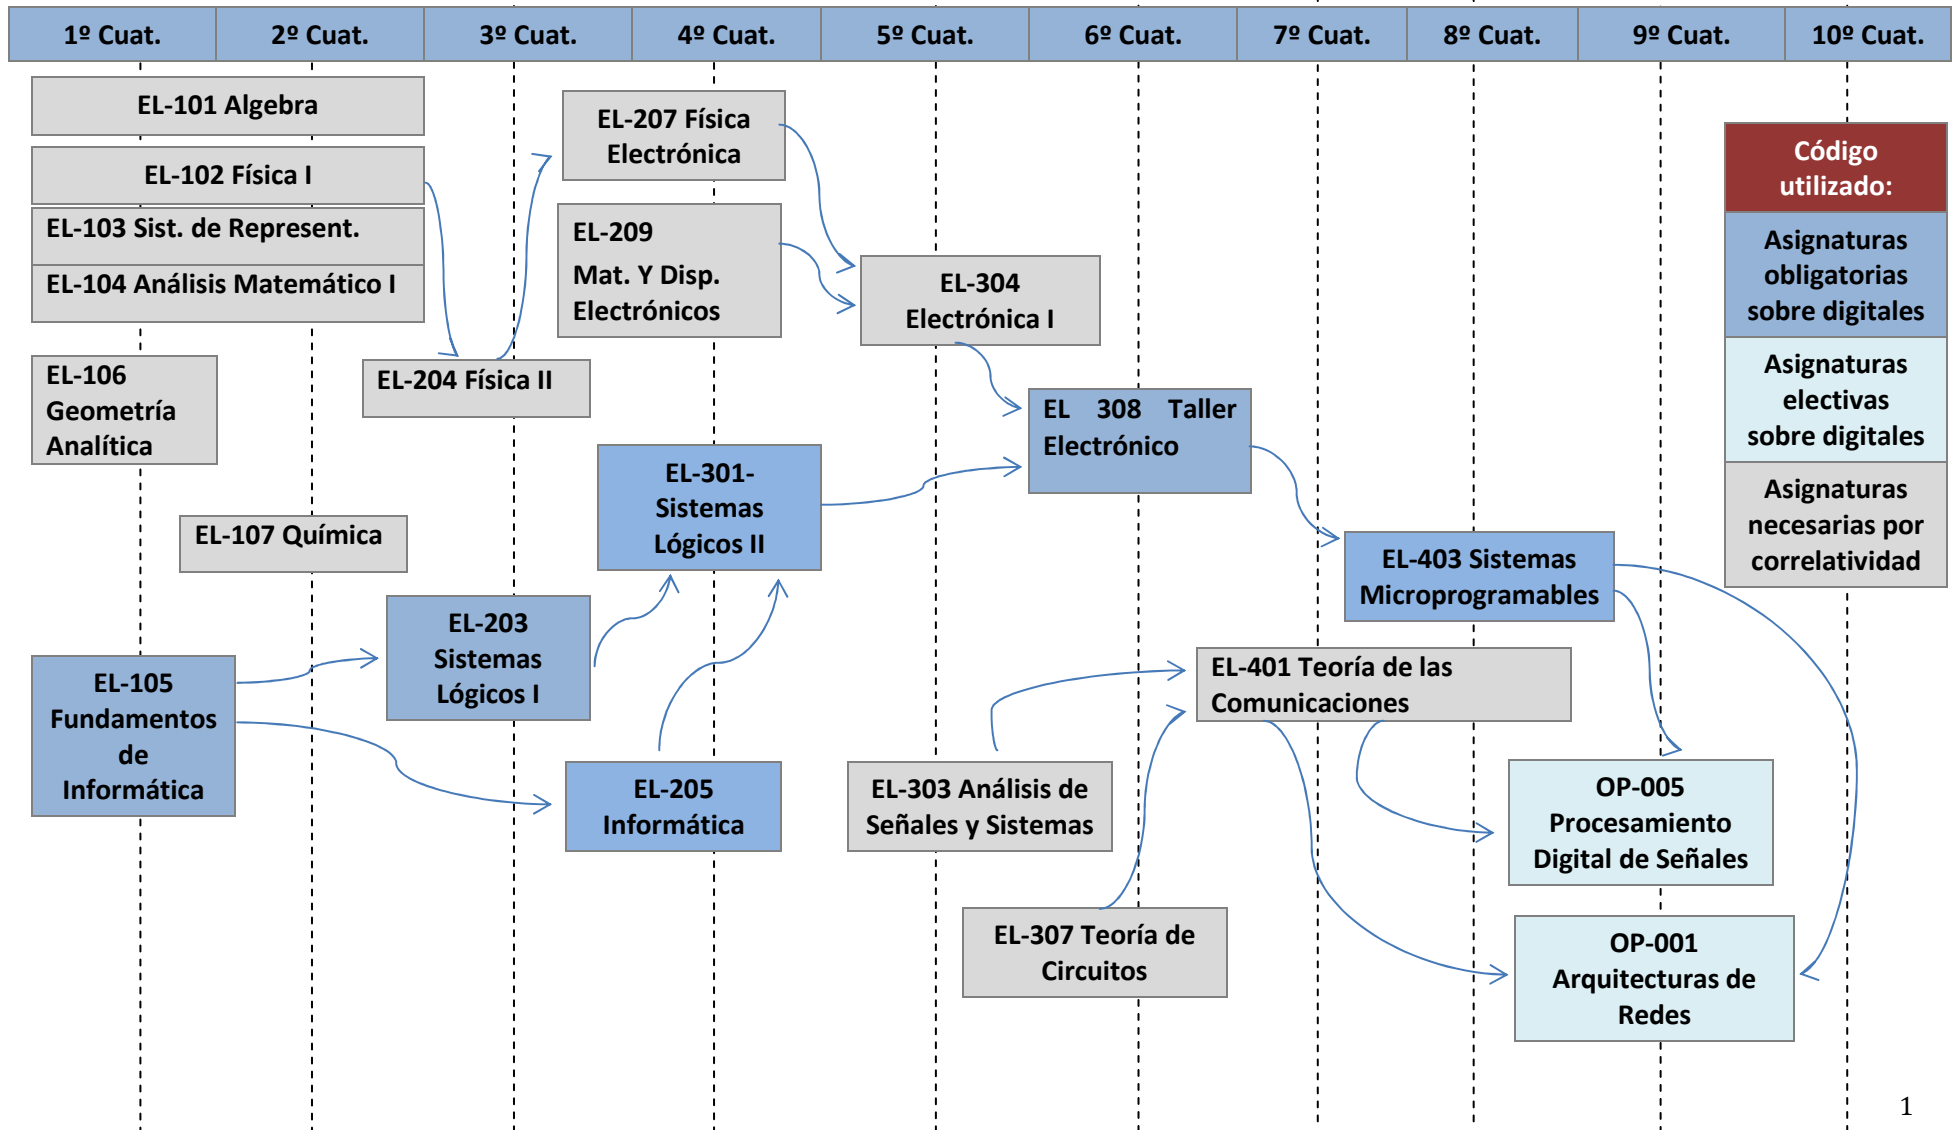 1º Cuat. 2º Cuat. 3º Cuat. 4º Cuat. 5º Cuat. 6º Cuat. 7º Cuat. 8º Cuat. 9º Cuat. 10º Cuat.
EL-101 Algebra
EL-102 Física I
EL-103 Sist. de Represent.
EL-104 Análisis Matemático I
EL-106
Geometría
Analítica
EL-107 Química
EL-105
Fundamentos
de
Informática
EL-204 Física II
EL-203
Sistemas
Lógicos I
EL-207 Física
Electrónica
EL-209
Mat. Y Disp.
Electrónicos
EL-301-
Sistemas
Lógicos II
EL-205
Informática
EL-304
Electrónica I
EL-303 Análisis de
Señales y Sistemas
EL-307 Teoría de
Circuitos
EL 308 Taller
Electrónico
EL-403 Sistemas
Microprogramables
EL-401 Teoría de las
Comunicaciones
OP-005
Procesamiento
Digital de Señales
OP-001
Arquitecturas de
Redes
Código
utilizado:
Asignaturas
obligatorias
sobre digitales
Asignaturas
electivas
sobre digitales
Asignaturas
necesarias por
correlatividad
1